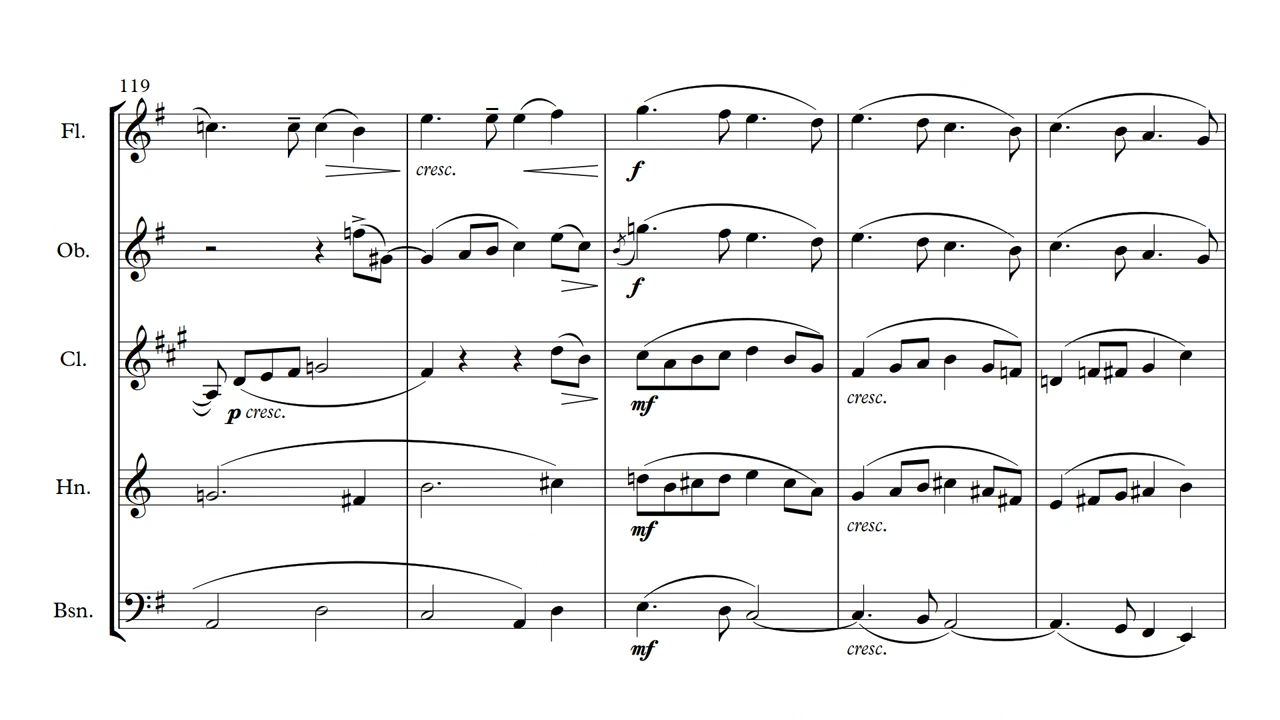 119
Fl.
cresc.
f
Ob.
f
Cl.
p cresc.
mf
cresc.
Hn.
mf
cresc.
Bsn.
mf
cresc.